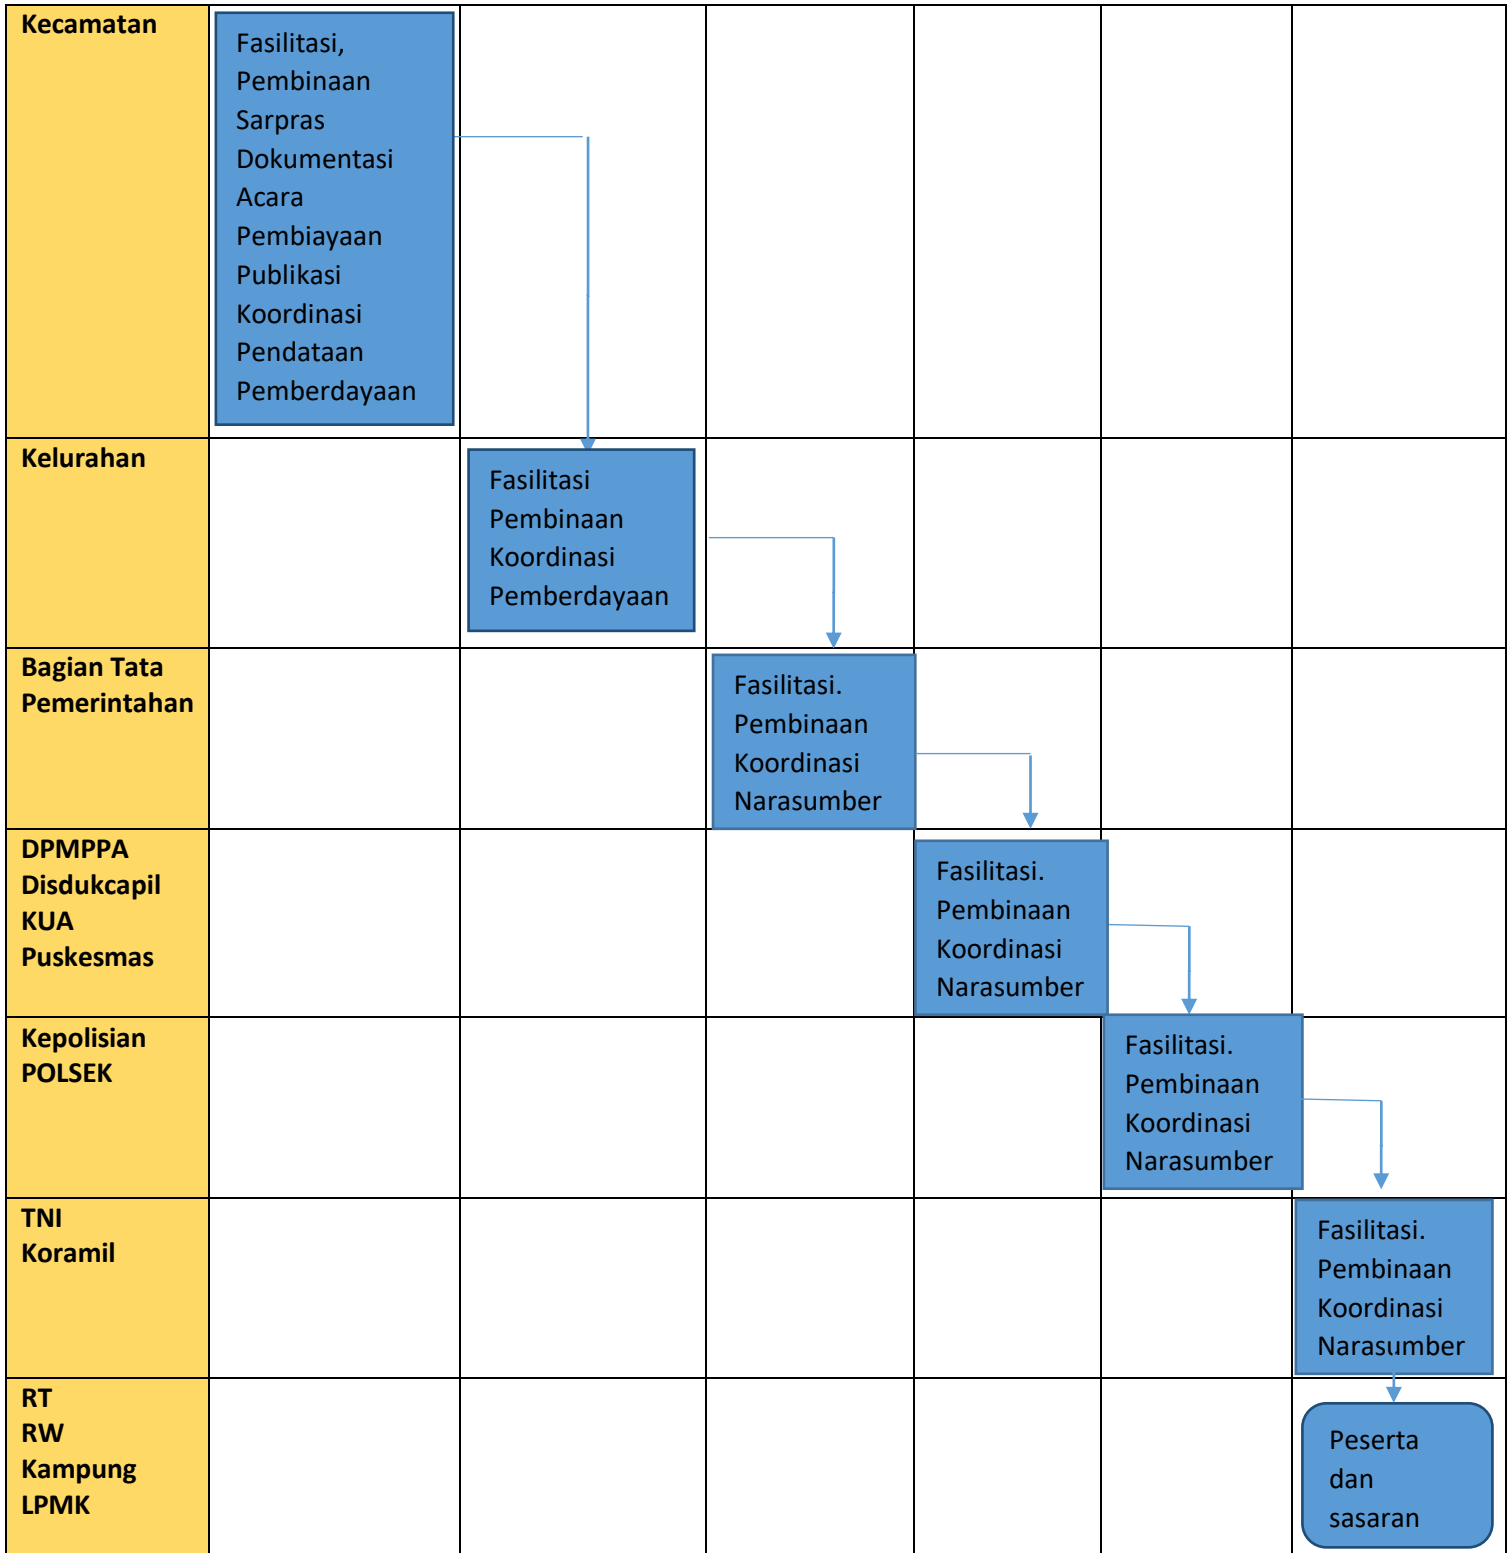 Kecamatan
Fasilitasi,
Pembinaan
Sarpras
Dokumentasi
Acara
Pembiayaan
Publikasi
Koordinasi
Pendataan
Pemberdayaan
Kelurahan
Fasilitasi
Pembinaan
Koordinasi
Pemberdayaan
Bagian Tata
Pemerintahan
Fasilitasi.
Pembinaan
Koordinasi
Narasumber
DPMPPA
Disdukcapil
KUA
Puskesmas
Fasilitasi.
Pembinaan
Koordinasi
Narasumber
Kepolisian
POLSEK
Fasilitasi.
Pembinaan
Koordinasi
Narasumber
TNI
Koramil
Fasilitasi.
Pembinaan
Koordinasi
Narasumber
RT
RW
Kampung
LPMK
Peserta
dan
sasaran